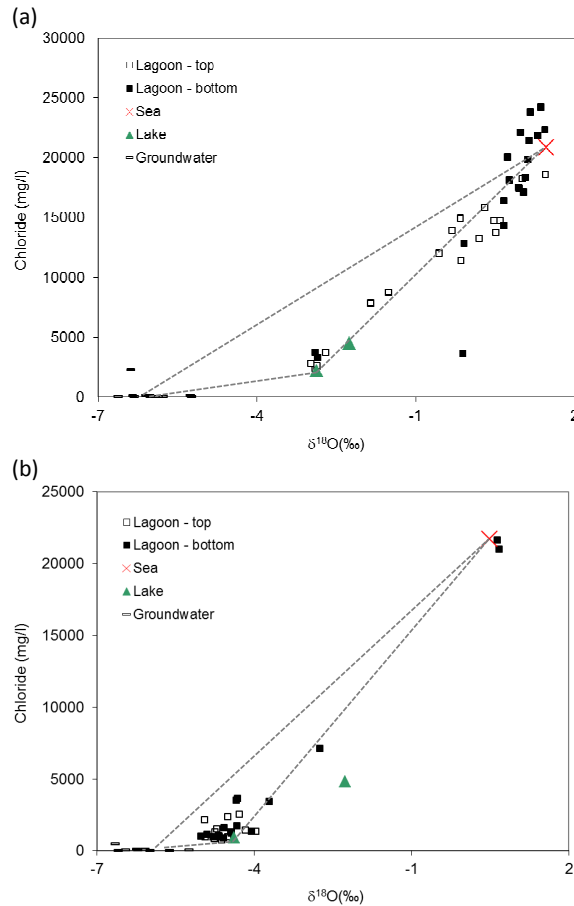 (a)
30000
25000
20000
15000
10000
5000
0
Chloride (mg/l)
Lagoon - top
Lagoon - bottom
Sea
Lake
Groundwater
-7
-4
-1
2
δ18O(‰)
(b)
25000
20000
15000
10000
5000
0
Chloride (mg/l)
Lagoon - top
Lagoon - bottom
Sea
Lake
Groundwater
-7
-4
-1
2
δ18O(‰)